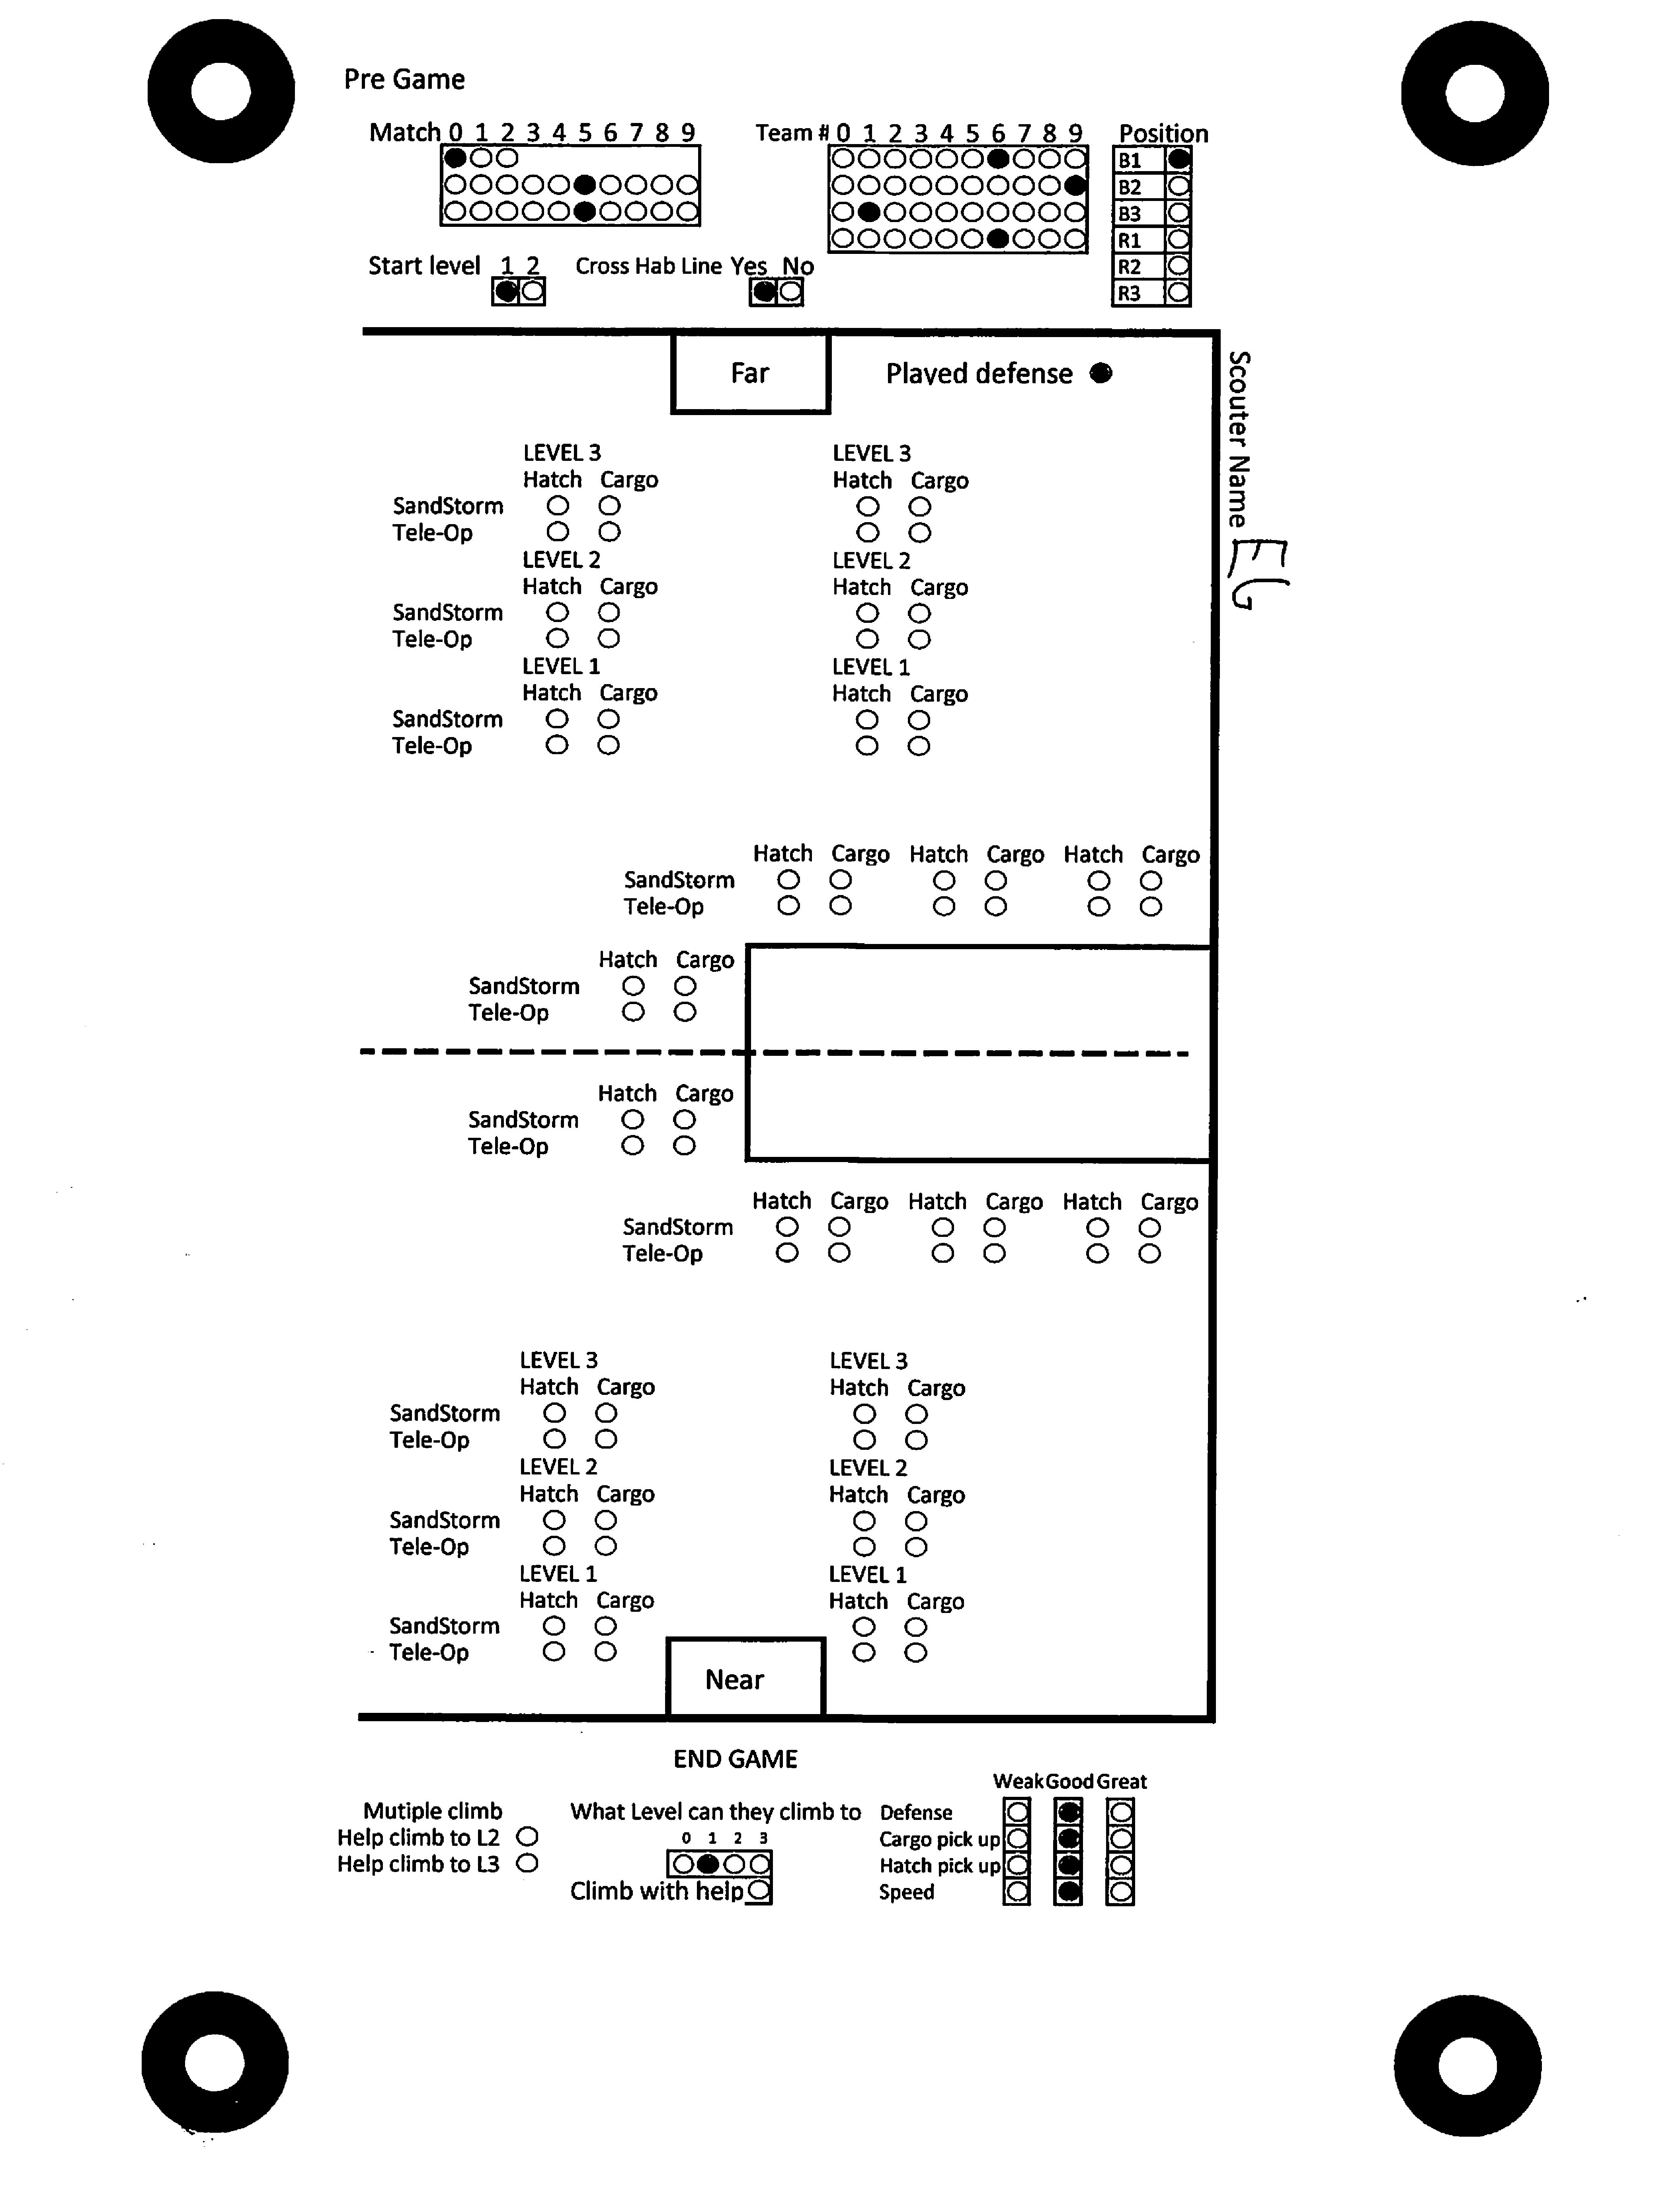 Pre Game
Match 0 1 2 3 4 5 6 7 8 9
Team # 0 1 2 3 4 5 6 7 8 9
Position
B1
B2
B3
R1
R2
R3
Start level 1 2
Cross Hab Line Yes No
Scouter Name EG
Far
Played defense
LEVEL 3 LEVEL 3
Hatch Cargo Hatch Cargo
SandStorm
Tele-Op
LEVEL 2 LEVEL 2
Hatch Cargo Hatch Cargo
SandStorm
Tele-Op
LEVEL 1 LEVEL 1
Hatch Cargo Hatch Cargo
SandStorm
Tele-Op
Hatch Cargo Hatch Cargo Hatch Cargo
SandStorm
Tele-Op
Hatch Cargo
SandStorm
Tele-Op
Hatch Cargo
SandStorm
Tele-Op
Hatch Cargo Hatch Cargo Hatch Cargo
SandStorm
Tele-Op
LEVEL 3 LEVEL 3
Hatch Cargo Hatch Cargo
SandStorm
Tele-Op
LEVEL 2 LEVEL 2
Hatch Cargo Hatch Cargo
SandStorm
Tele-Op
LEVEL 1 LEVEL 1
Hatch Cargo Hatch Cargo
SandStorm
Tele-Op
Near
END GAME
Mutiple climb
Help climb to L2
Help climb to L3
What Level can they climb to
0 1 2 3
Climb with help
Weak Good Great
Defense
Cargo pick up
Hatch pick up
Speed